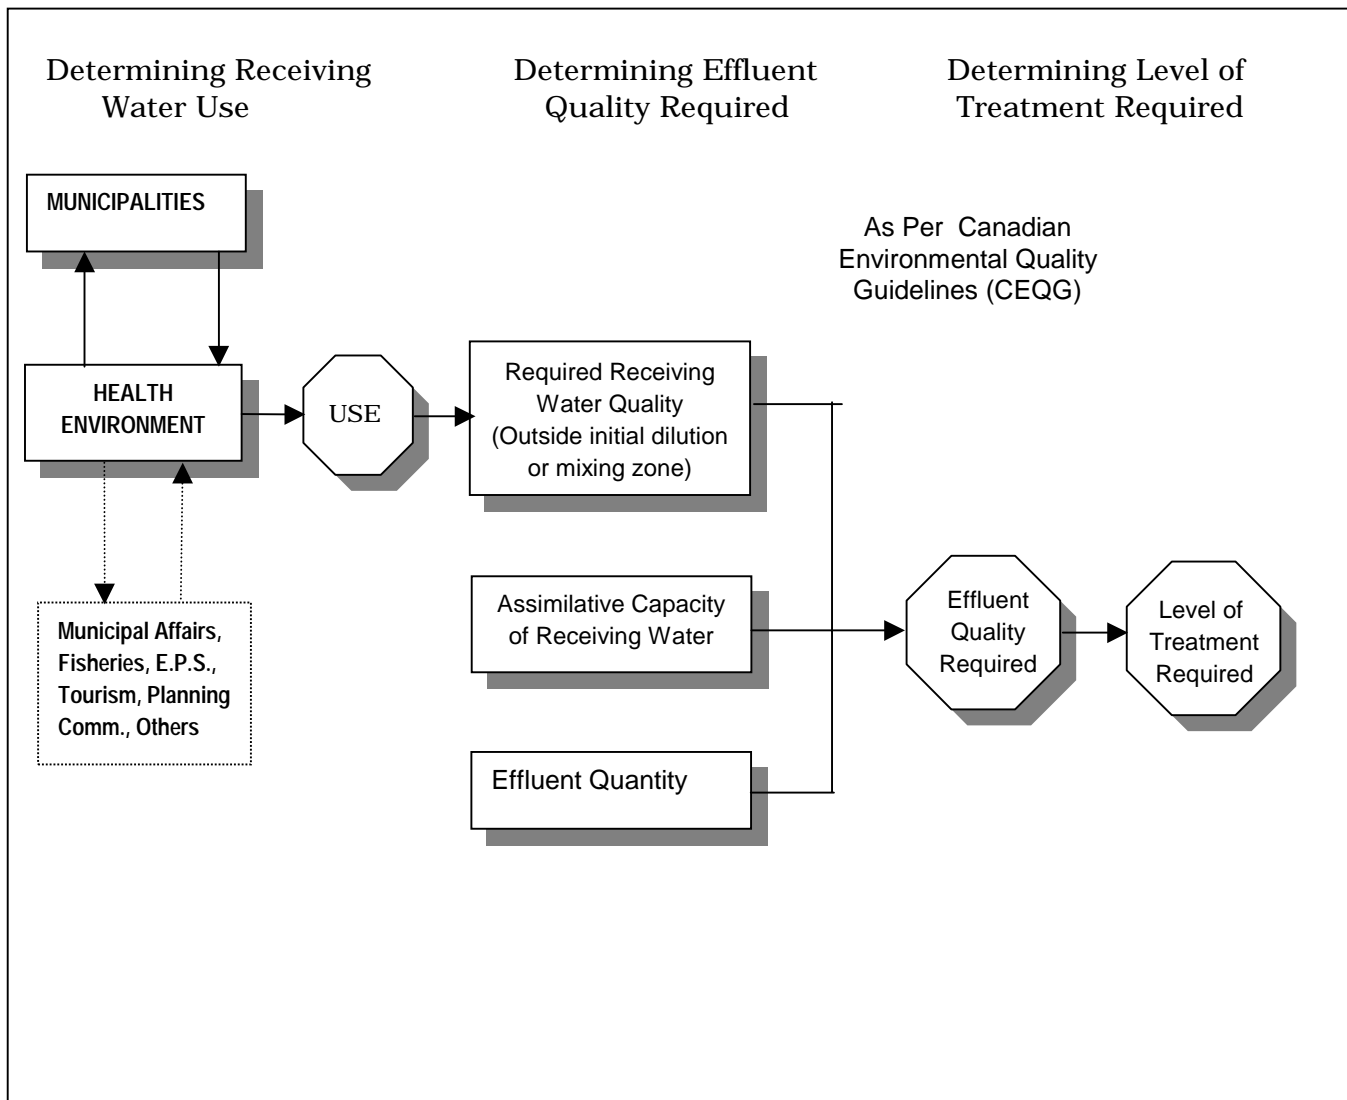 Determining Receiving
Water Use
Determining Effluent
Quality Required
Determining Level of
Treatment Required
MUNICIPALITIES
As Per Canadian
Environmental Quality
Guidelines (CEQG)
HEALTH
ENVIRONMENT
USE
Required Receiving
Water Quality
(Outside initial dilution
or mixing zone)
Assimilative Capacity
of Receiving Water
Effluent Quantity
Effluent
Quality
Required
Level of
Treatment
Required
Municipal Affairs,
Fisheries, E.P.S.,
Tourism, Planning
Comm., Others